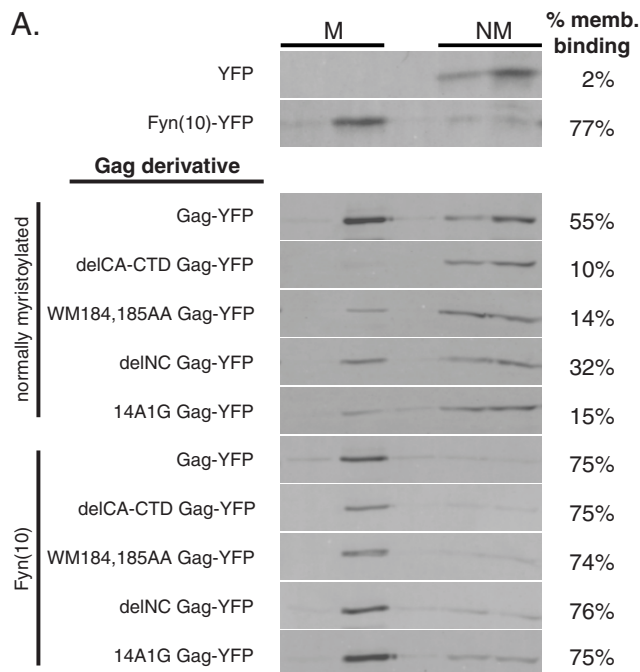 A.
M NM % memb. binding
YFP 2%
Fyn(10)-YFP 77%
Gag derivative
normally myristoylated
Gag-YFP 55%
delCA-CTD Gag-YFP 10%
WM184,185AA Gag-YFP 14%
delNC Gag-YFP 32%
14A1G Gag-YFP 15%
Fyn(10)
Gag-YFP 75%
delCA-CTD Gag-YFP 75%
WM184,185AA Gag-YFP 74%
delNC Gag-YFP 76%
14A1G Gag-YFP 75%